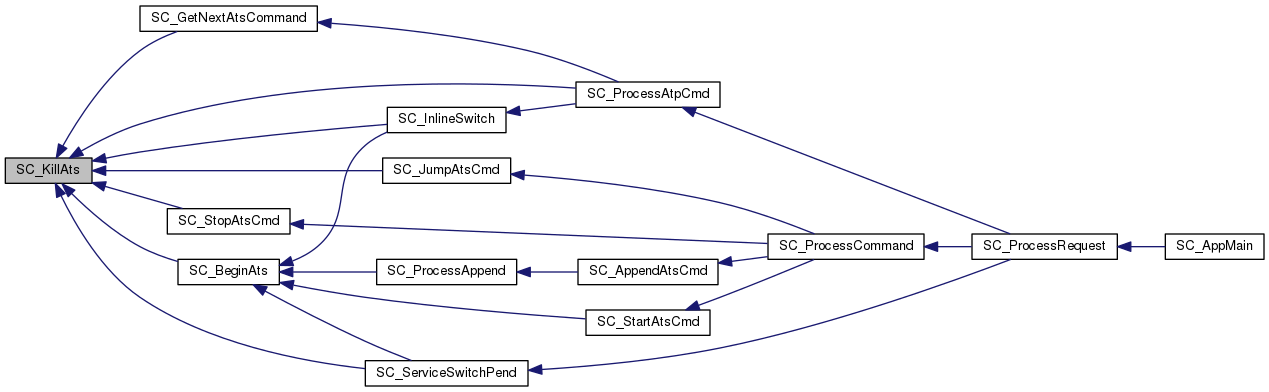 SC_GetNextAtsCommand
SC_ProcessAtpCmd
SC_InlineSwitch
SC_KillAts
SC_JumpAtsCmd
SC_StopAtsCmd
SC_ProcessCommand
SC_ProcessRequest
SC_AppMain
SC_BeginAts
SC_ProcessAppend
SC_AppendAtsCmd
SC_StartAtsCmd
SC_ServiceSwitchPend